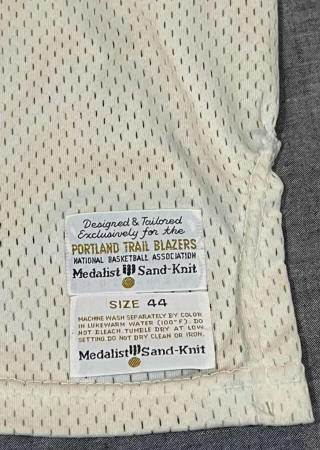 Designed & Tailored
Exclusively for the
PORTLAND TRAIL BLAZERS
NATIONAL BASKETBALL ASSOCIATION
Medalist Sand-Knit
SIZE 44
MACHINE WASH SEPARATELY BY COLOR
IN LUKEWARM WATER (100°F). DO
NOT BLEACH. TUMBLE DRY AT LOW
SETTING. DO NOT DRY CLEAN OR IRON.
Medalist Sand-Knit